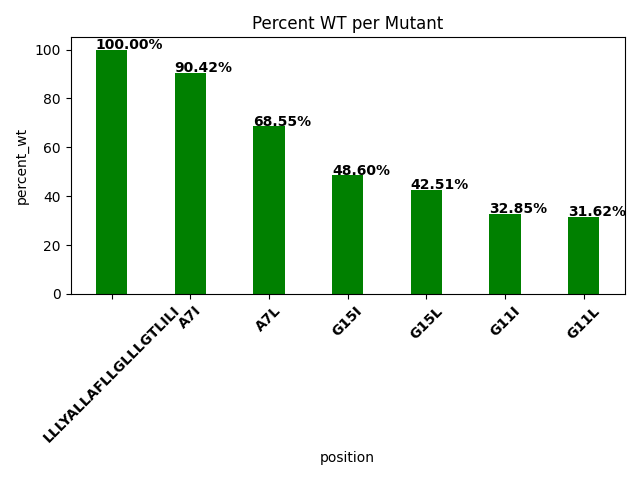 Percent WT per Mutant
percent_wt
100
80
60
40
20
0
100.00%
90.42%
68.55%
48.60%
42.51%
32.85%
31.62%
LLLYALLAFLLGLLLGTLILI
A7I
A7L
G15I
G15L
G11I
G11L
position